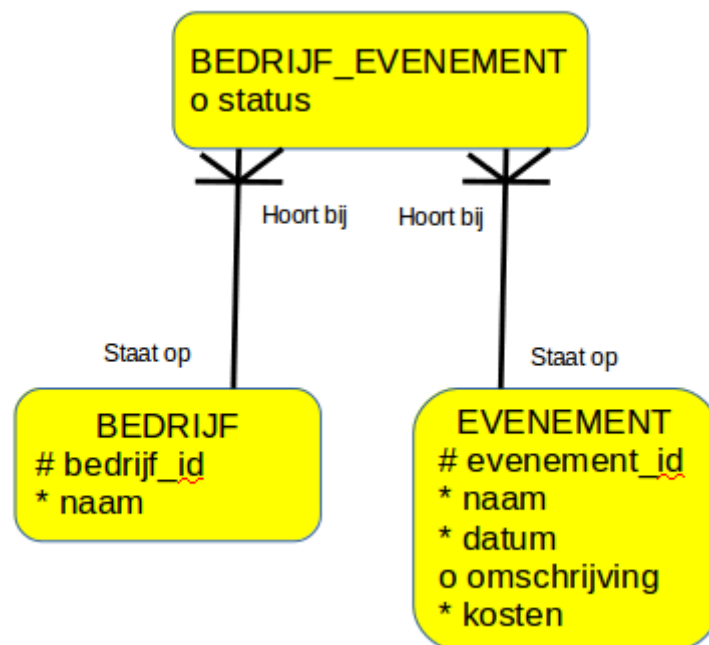 BEDRIJF_EVENEMENT
o status
Hoort bij
Hoort bij
Staat op
Staat op
BEDRIJF
# bedrijf_id
* naam
EVENEMENT
# evenement_id
* naam
* datum
o omschrijving
* kosten